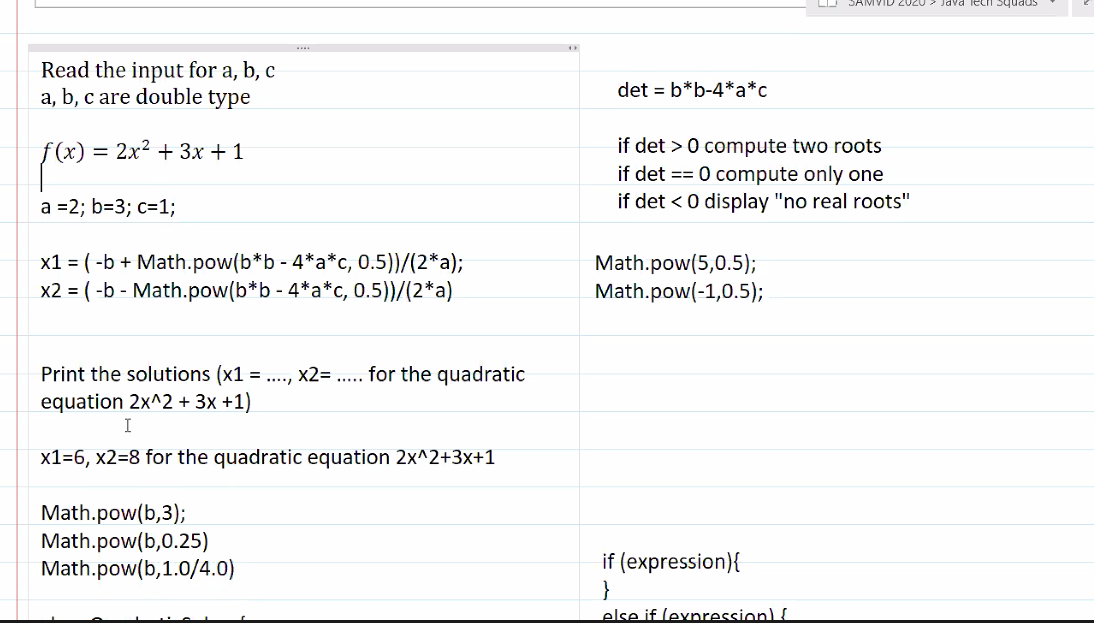 SAMVID 2020 > Java Tech Squads
Read the input for a, b, c
a, b, c are double type
f(x) = 2x² + 3x + 1
a =2; b=3; c=1;
x1 = ( -b + Math.pow(b*b - 4*a*c, 0.5))/(2*a);
x2 = ( -b - Math.pow(b*b - 4*a*c, 0.5))/(2*a)
Print the solutions (x1 = ...., x2= ..... for the quadratic
equation 2x^2 + 3x +1)
x1=6, x2=8 for the quadratic equation 2x^2+3x+1
Math.pow(b,3);
Math.pow(b,0.25)
Math.pow(b,1.0/4.0)
det = b*b-4*a*c
if det > 0 compute two roots
if det == 0 compute only one
if det < 0 display "no real roots"
Math.pow(5,0.5);
Math.pow(-1,0.5);
if (expression){
}
else if (expression) {